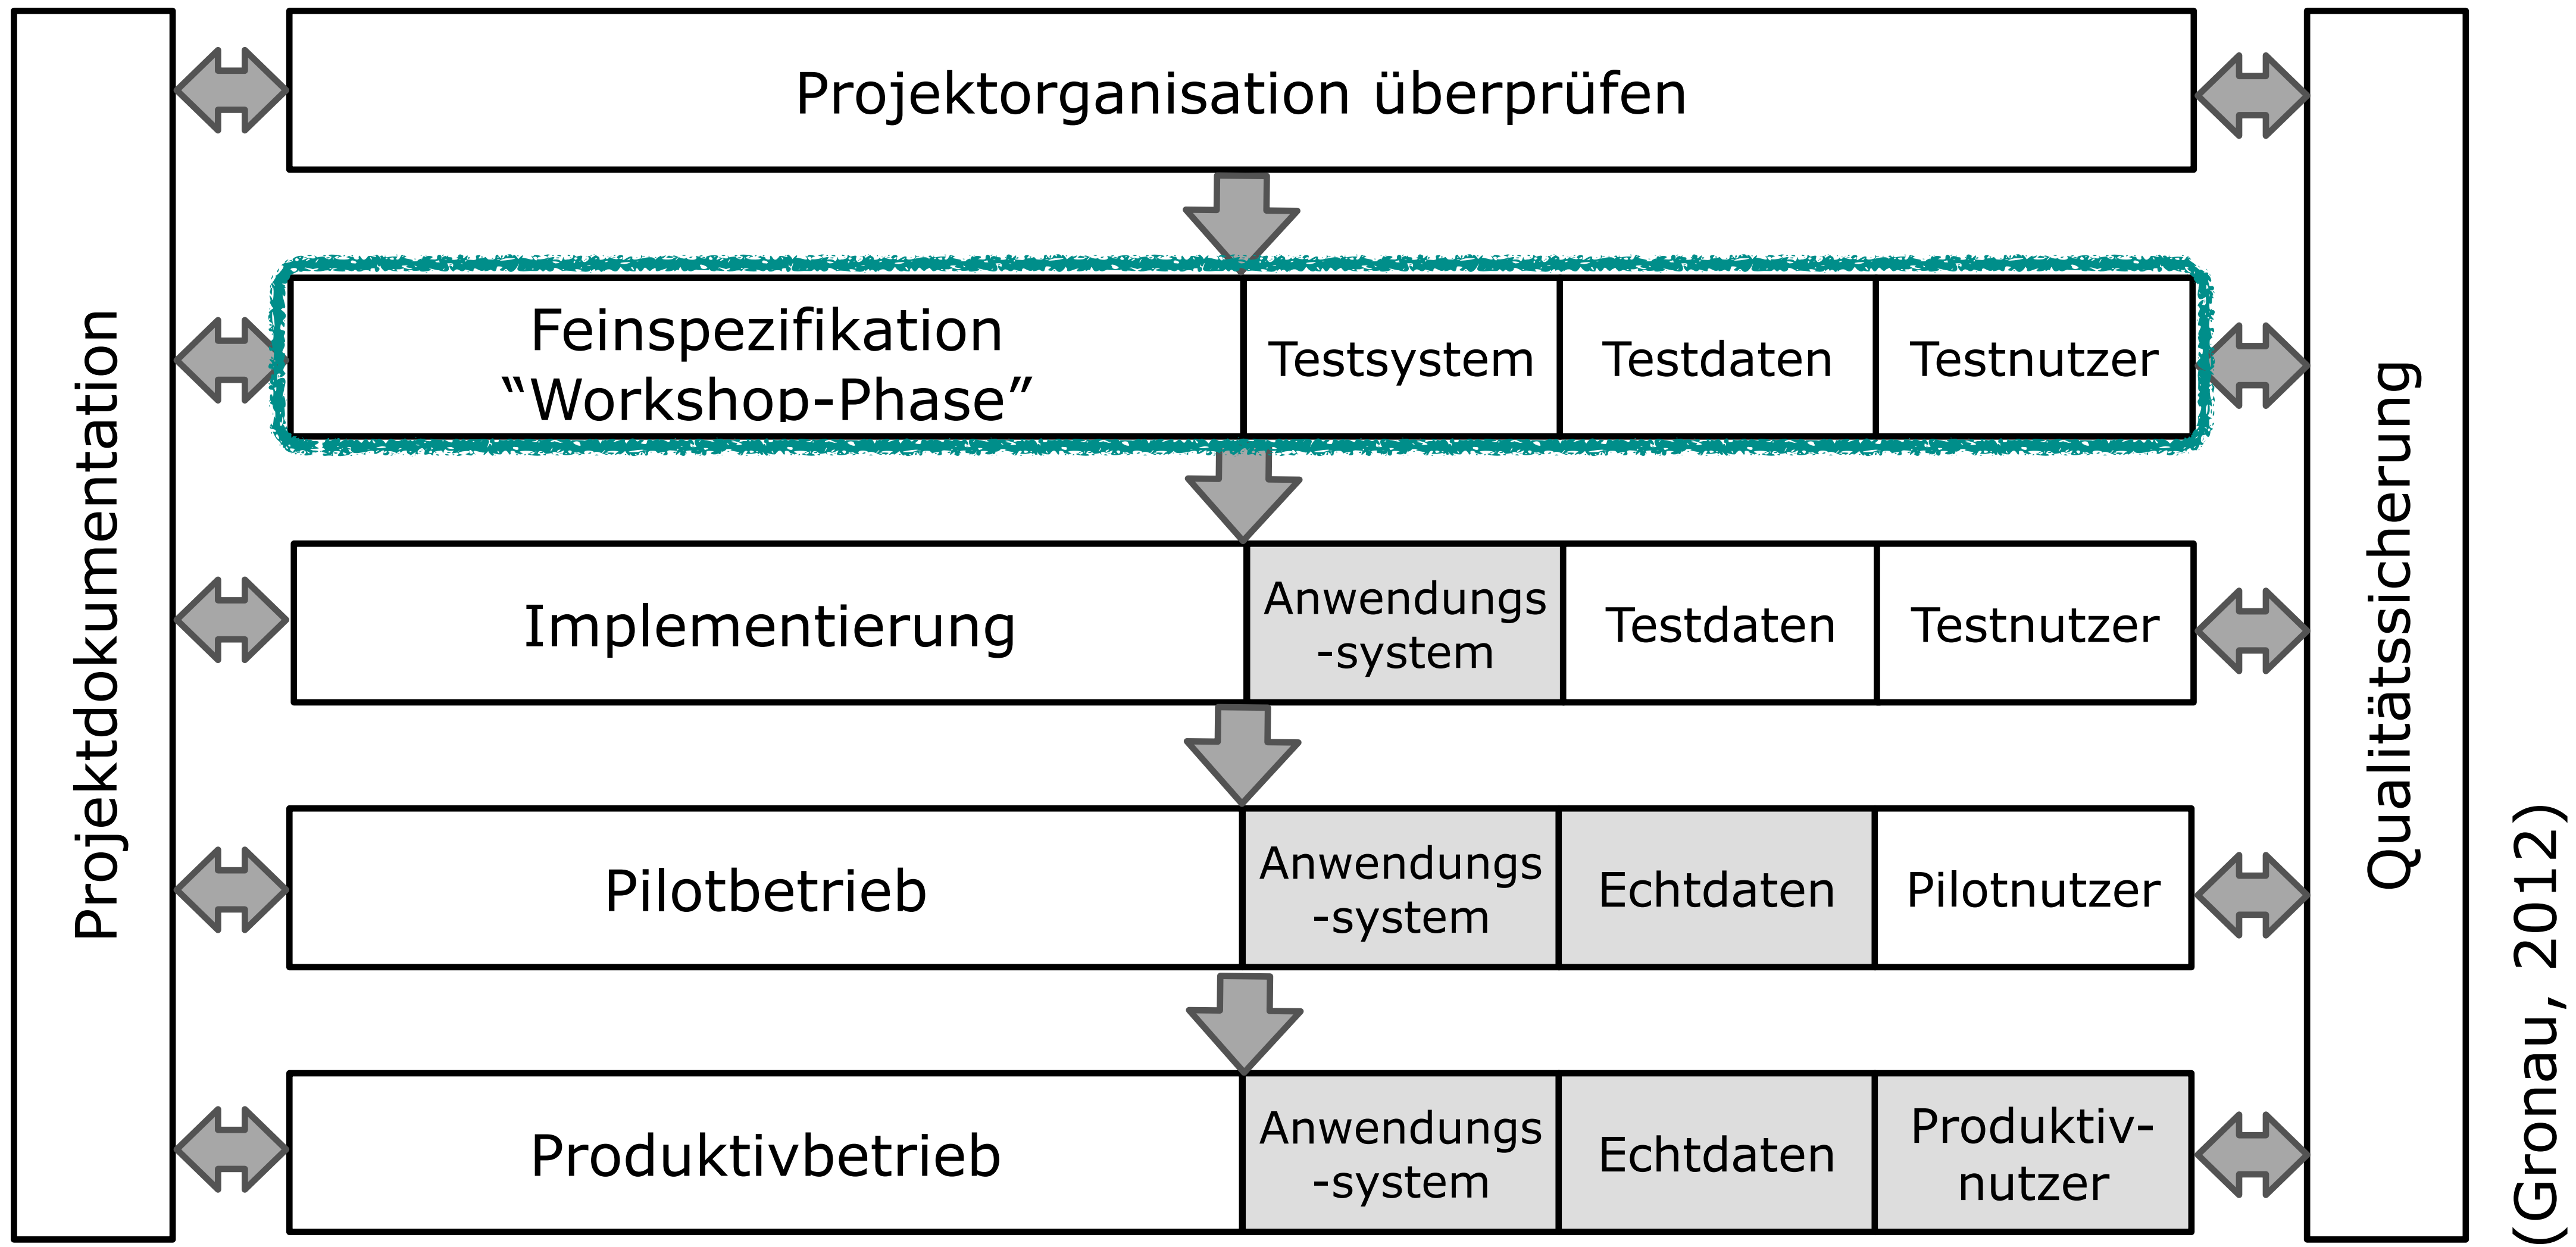 Projektdokumentation
Projektorganisation überprüfen
Feinspezifikation
“Workshop-Phase”
Testsystem
Testdaten
Testnutzer
Implementierung
Anwendungs
-system
Testdaten
Testnutzer
Pilotbetrieb
Anwendungs
-system
Echtdaten
Pilotnutzer
Produktivbetrieb
Anwendungs
-system
Echtdaten
Produktiv-
nutzer
Qualitätssicherung
(Gronau, 2012)